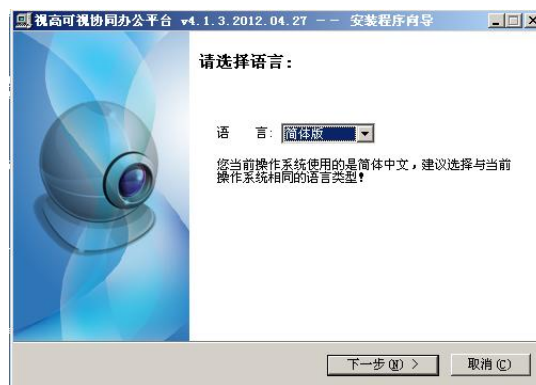 视高可视协同办公平台 v4.1.3.2012.04.27 -- 安装程序向导
请选择语言:
语 言: 简体版
您当前操作系统使用的是简体中文,建议选择与当前
操作系统相同的语言类型!
下一步(N) > 取消(C)